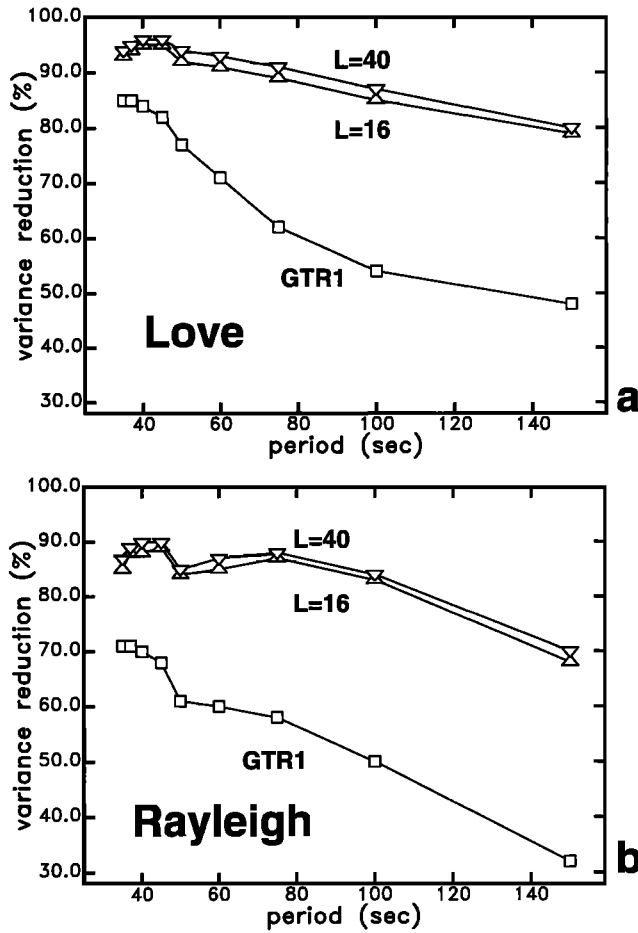 100.0
90.0
80.0
70.0
60.0
50.0
40.0
30.0
variance reduction (%)
L=40
L=16
GTR1
Love
40 60 80 100 120 140
period (sec)
a
100.0
90.0
80.0
70.0
60.0
50.0
40.0
30.0
variance reduction (%)
L=40
L=16
GTR1
Rayleigh
40 60 80 100 120 140
period (sec)
b